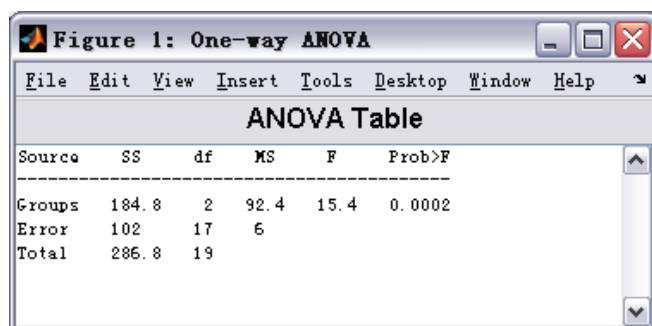 Figure 1: One-way ANOVA
File Edit View Insert Tools Desktop Window Help
ANOVA Table
Source SS df MS F Prob>F
Groups 184.8 2 92.4 15.4 0.0002
Error 102 17 6
Total 286.8 19